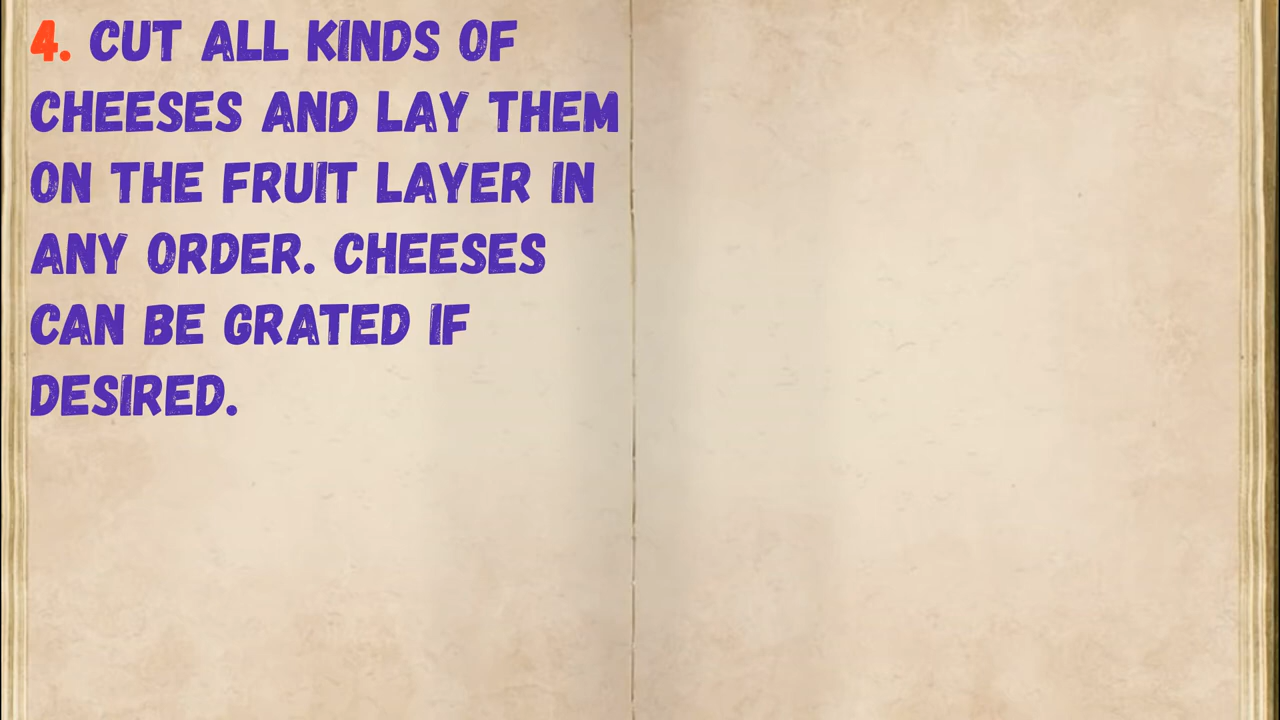 4. CUT ALL KINDS OF
CHEESES AND LAY THEM
ON THE FRUIT LAYER IN
ANY ORDER. CHEESES
CAN BE GRATED IF
DESIRED.